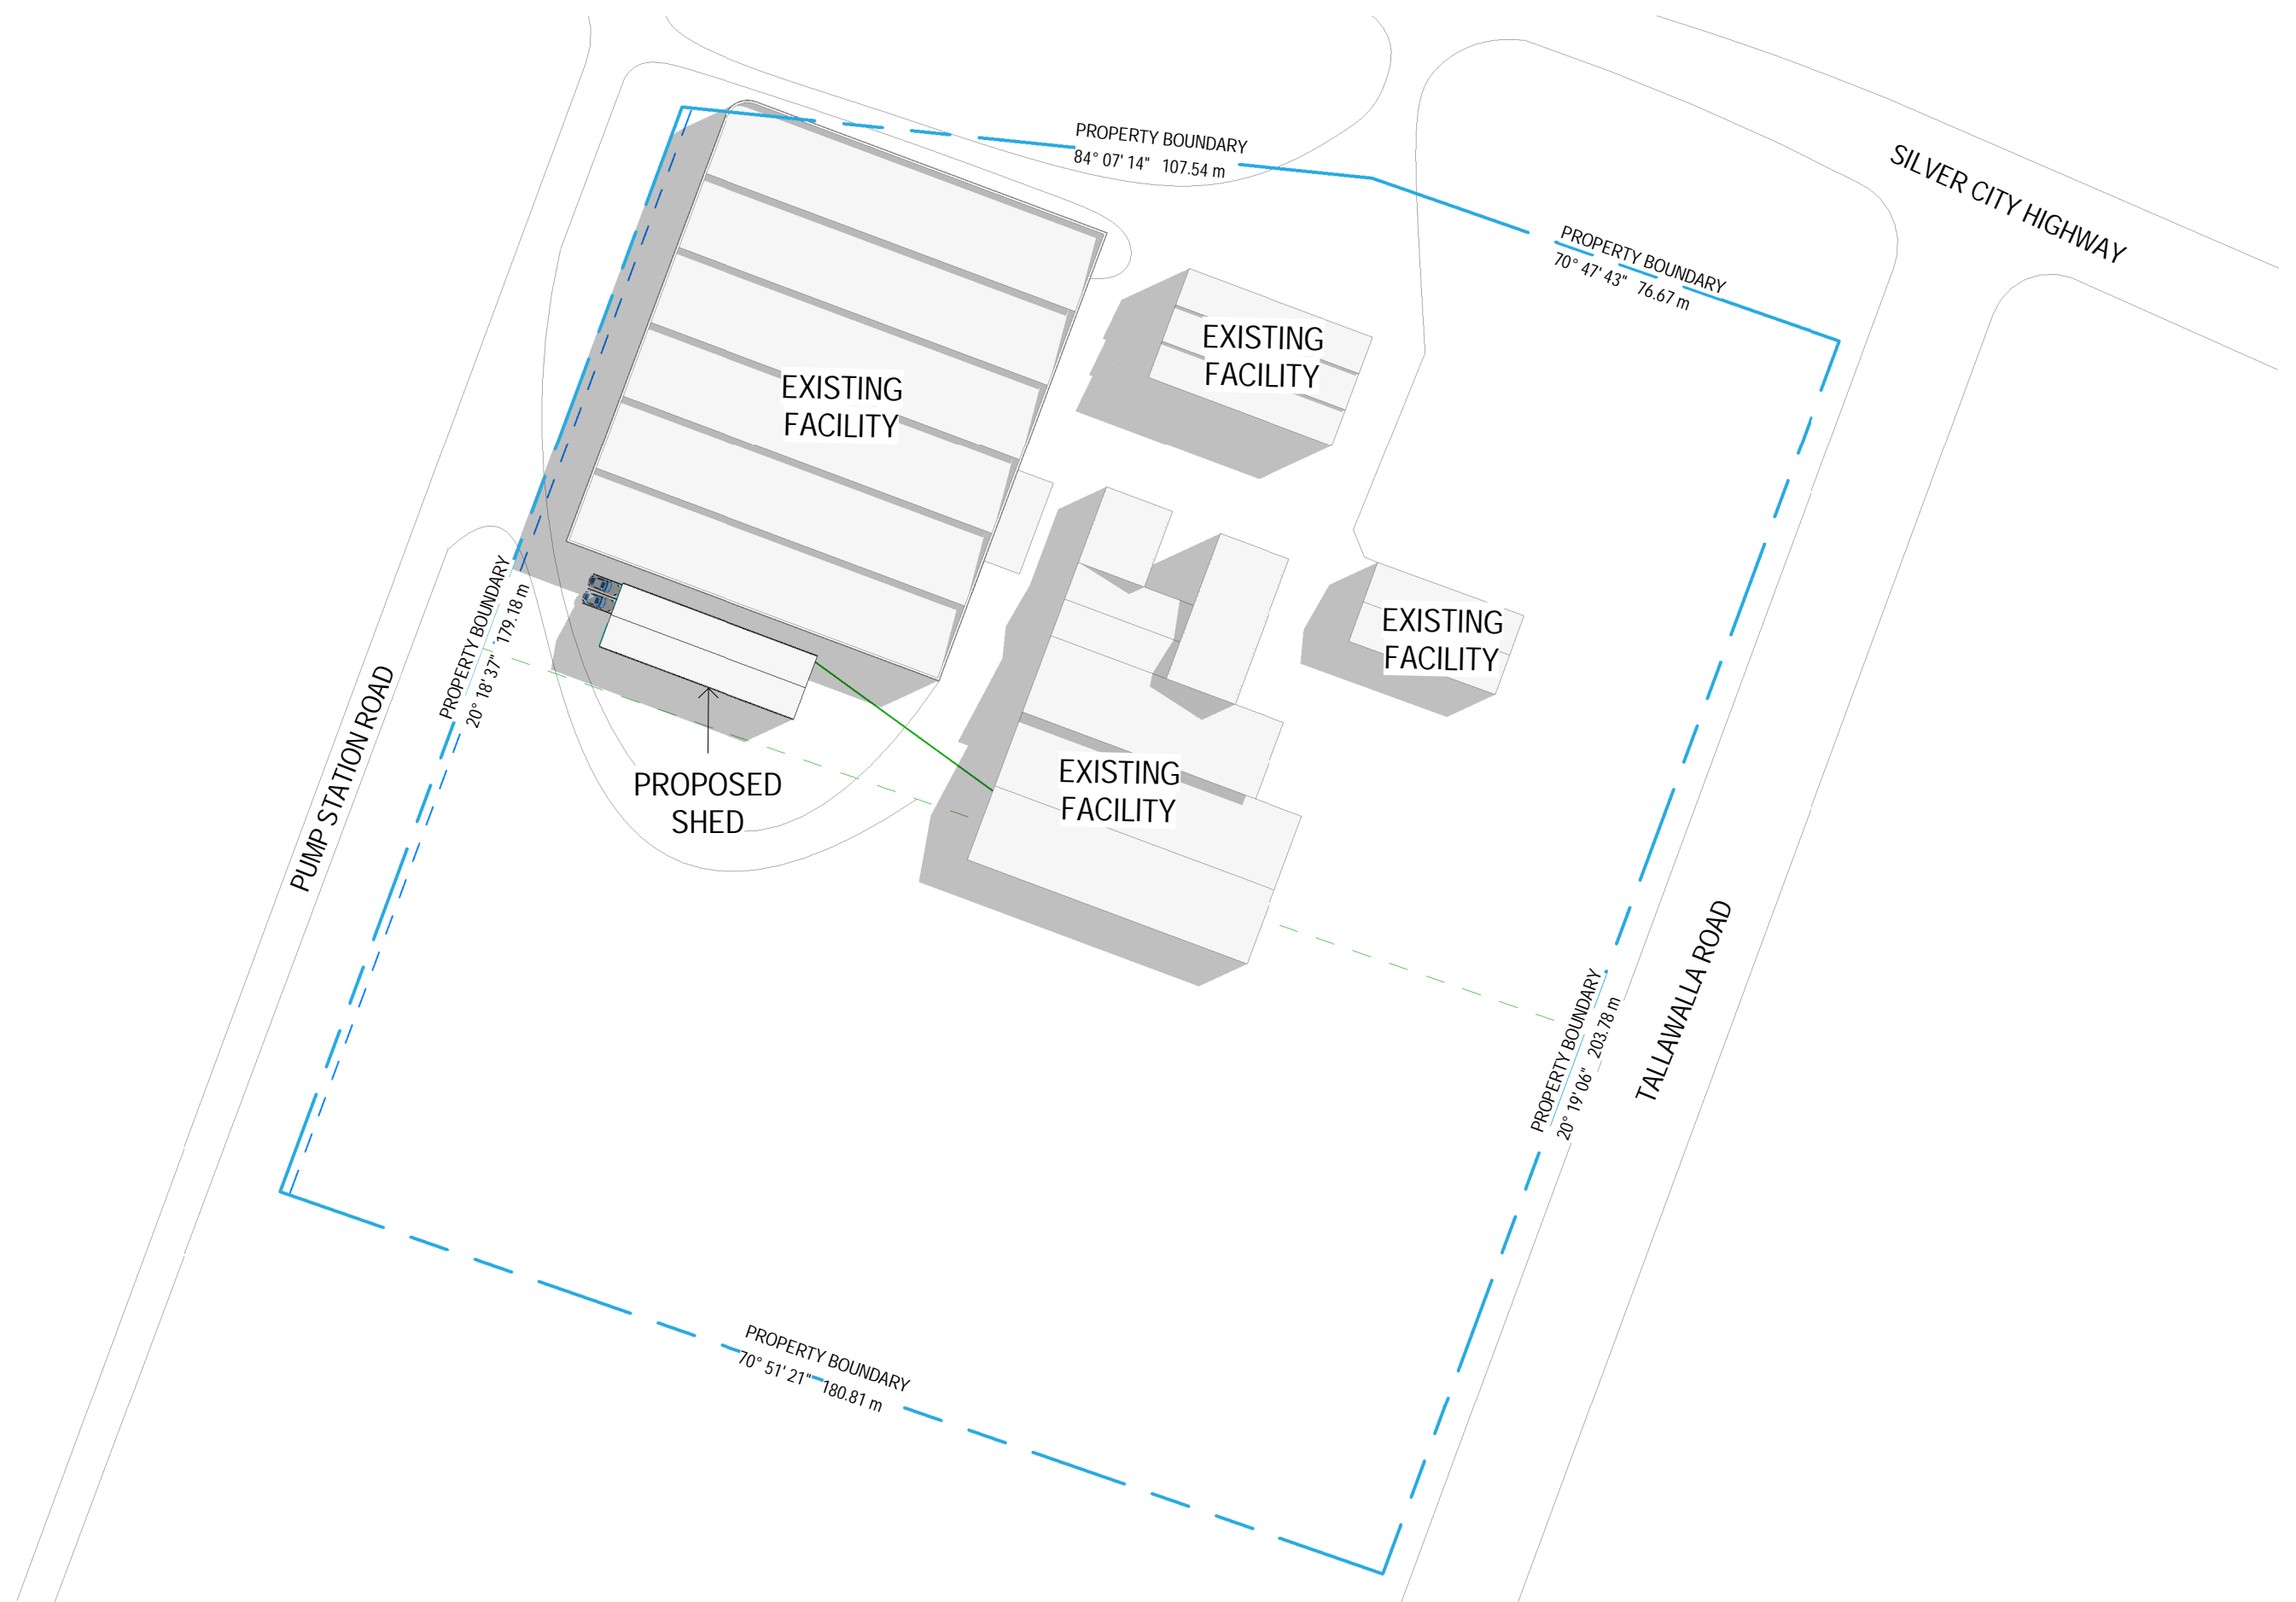 PROPERTY BOUNDARY
84° 07' 14" 107.54 m
SILVER CITY HIGHWAY
PROPERTY BOUNDARY
70° 47' 43" 76.67 m
EXISTING
FACILITY
EXISTING
FACILITY
EXISTING
FACILITY
PROPERTY BOUNDARY
20° 18' 37" 179.18 m
PUMP STATION ROAD
PROPOSED
SHED
EXISTING
FACILITY
TALLAWALLA ROAD
PROPERTY BOUNDARY
20° 19' 06" 203.78 m
PROPERTY BOUNDARY
70° 51' 21" 180.81 m